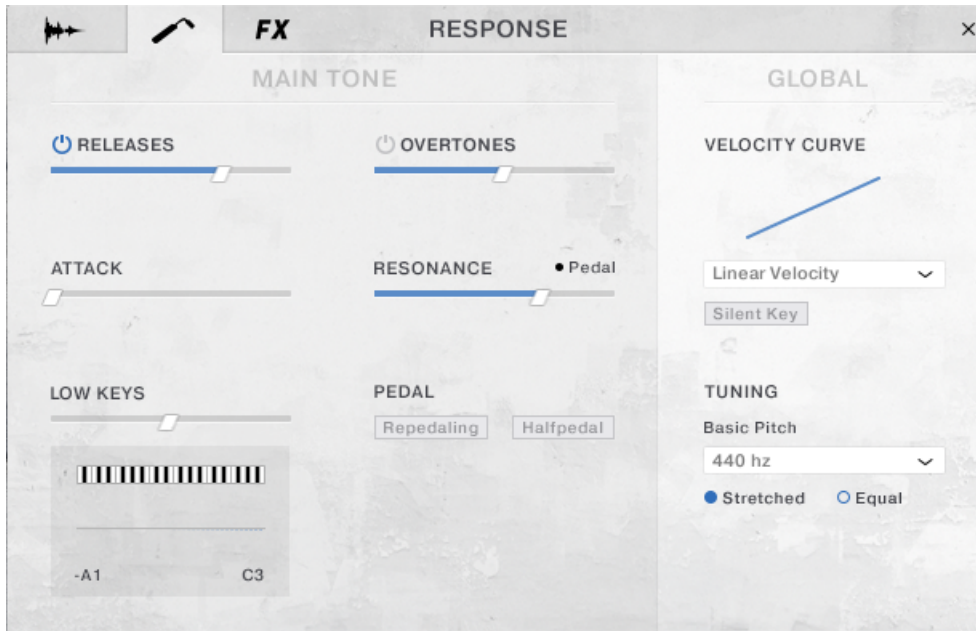 FX
RESPONSE
MAIN TONE
GLOBAL
RELEASES
OVERTONES
VELOCITY CURVE
ATTACK
RESONANCE
Pedal
Linear Velocity
Silent Key
LOW KEYS
PEDAL
Repedaling
Halfpedal
TUNING
Basic Pitch
440 hz
Stretched
Equal
-A1
C3